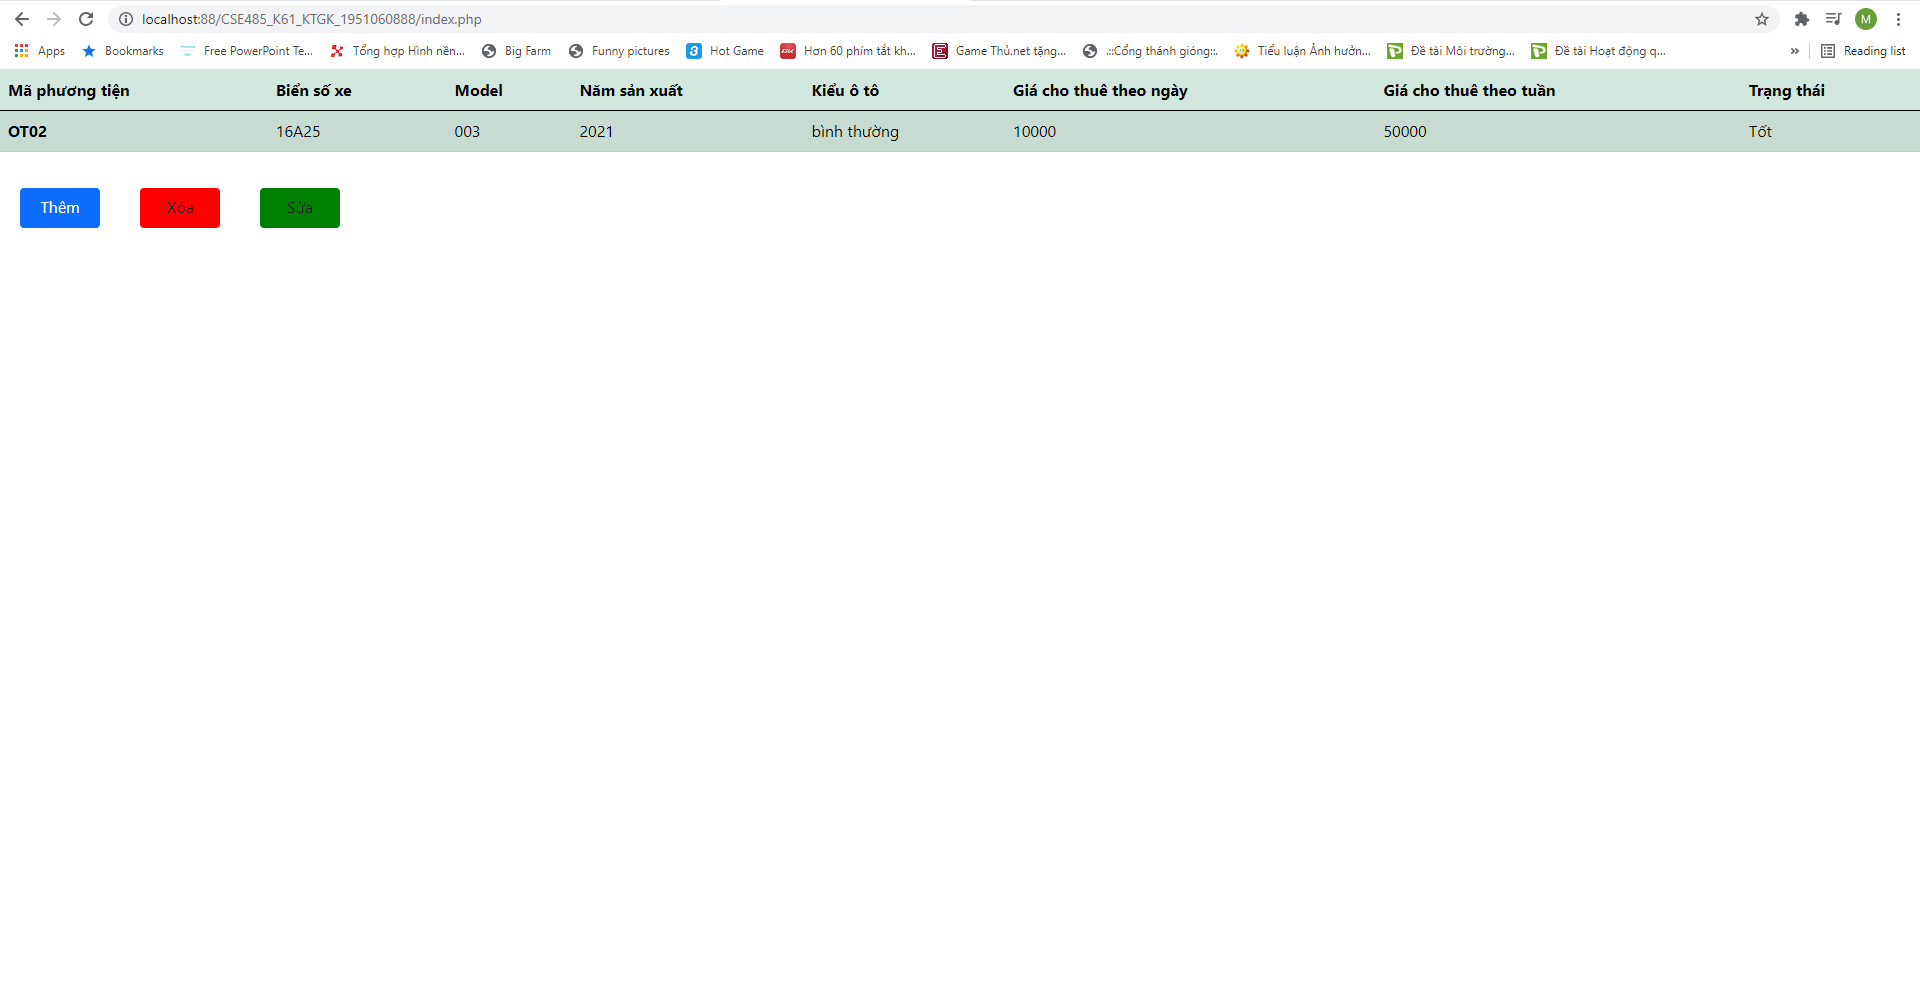 localhost:88/CSE485_K61_KTGK_1951060888/index.php M
Apps Bookmarks Free PowerPoint Te... Tổng hợp Hình nền... Big Farm Funny pictures Hot Game Hơn 60 phím tắt kh... Game Thủ.net tặng... .::Cổng thánh gióng::. Tiểu luận Ảnh hưởn... Đề tài Môi trường... Đề tài Hoạt động q... » Reading list
Mã phương tiện Biển số xe Model Năm sản xuất Kiểu ô tô Giá cho thuê theo ngày Giá cho thuê theo tuần Trạng thái
OT02 16A25 003 2021 bình thường 10000 50000 Tốt
Thêm Xóa Sửa